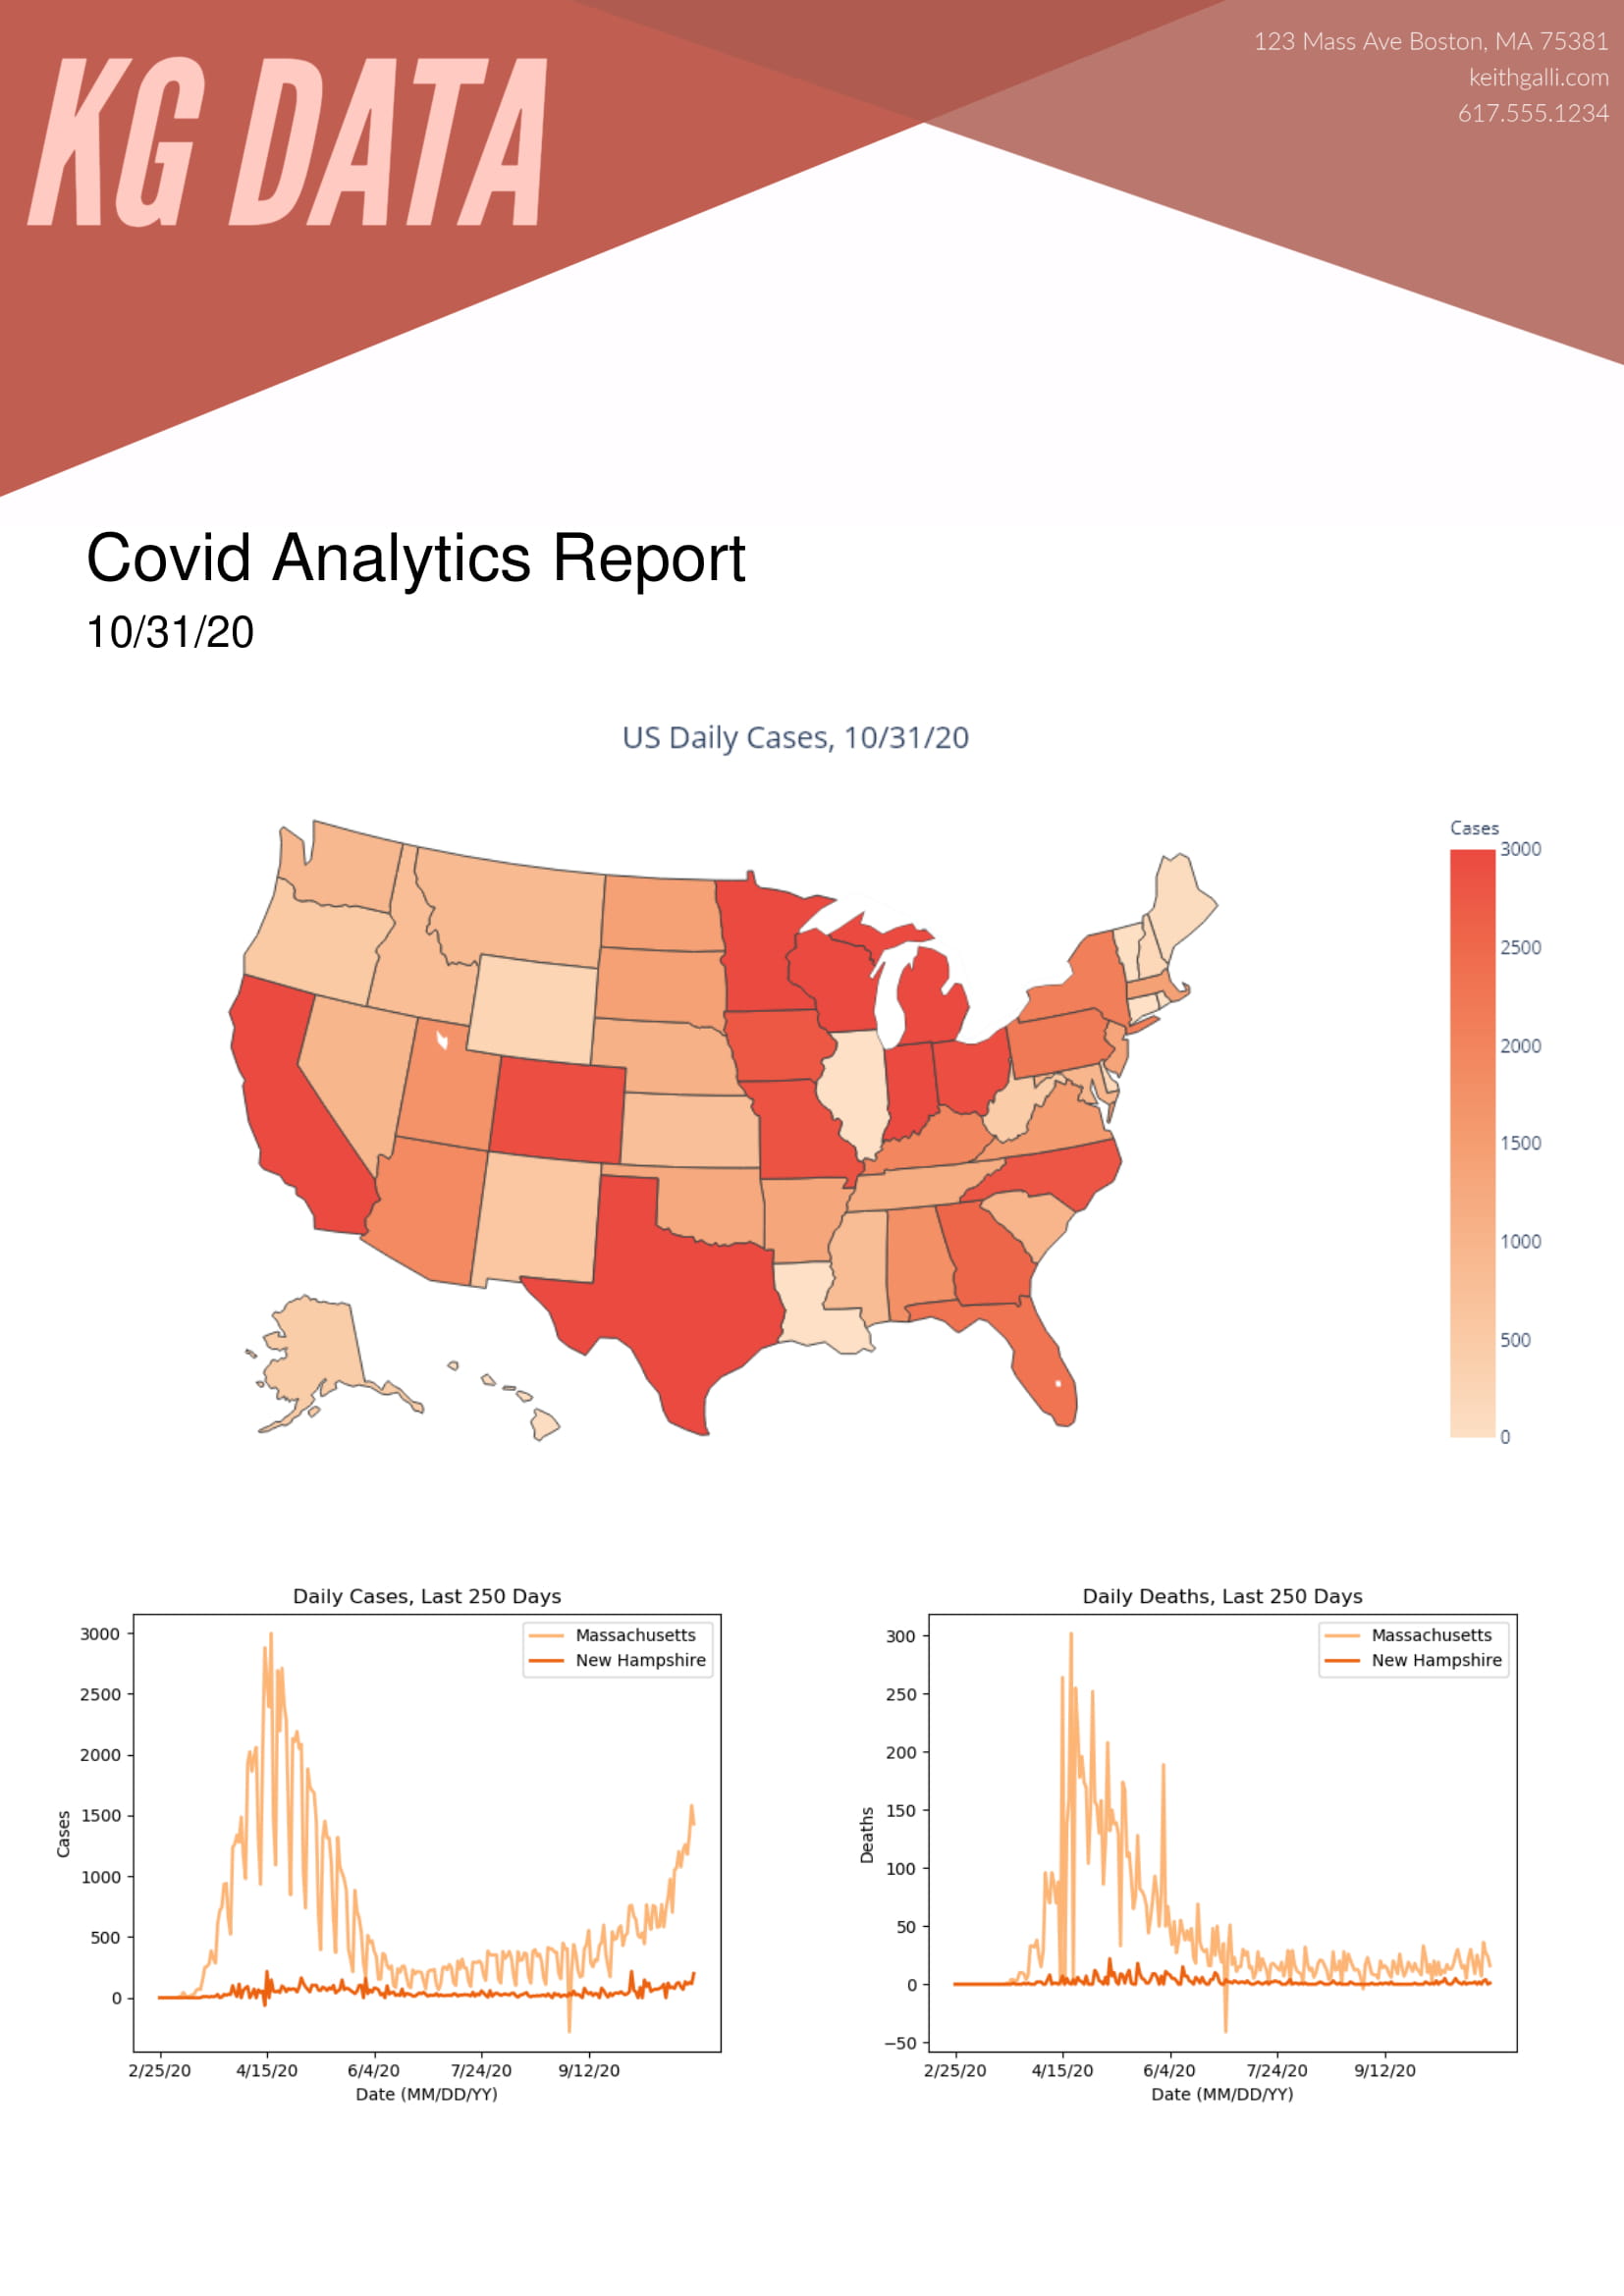 KG DATA
123 Mass Ave Boston, MA 75381
keithgalli.com
617.555.1234
Covid Analytics Report
10/31/20
US Daily Cases, 10/31/20
Cases
3000
2500
2000
1500
1000
500
0
Daily Cases, Last 250 Days
Massachusetts
New Hampshire
3000
2500
2000
1500
1000
500
0
Cases
2/25/20 4/15/20 6/4/20 7/24/20 9/12/20
Date (MM/DD/YY)
Daily Deaths, Last 250 Days
Massachusetts
New Hampshire
300
250
200
150
100
50
0
−50
Deaths
2/25/20 4/15/20 6/4/20 7/24/20 9/12/20
Date (MM/DD/YY)